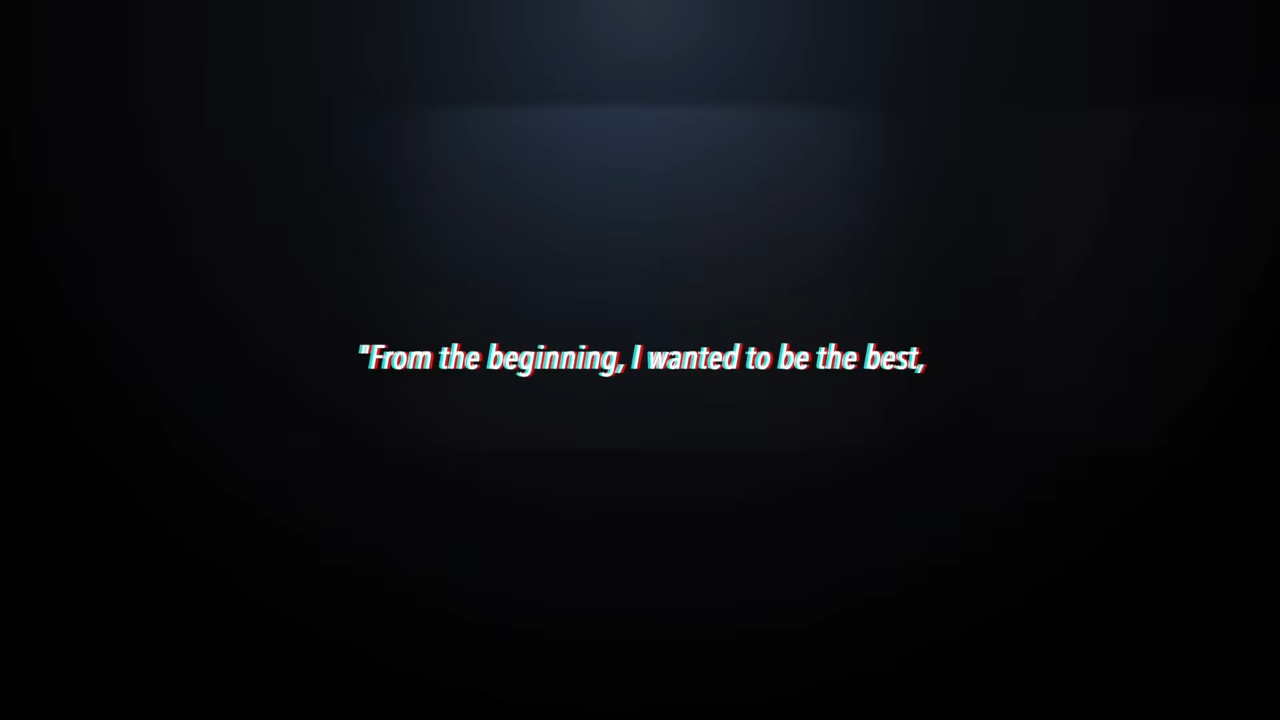 "From the beginning, I wanted to be the best,